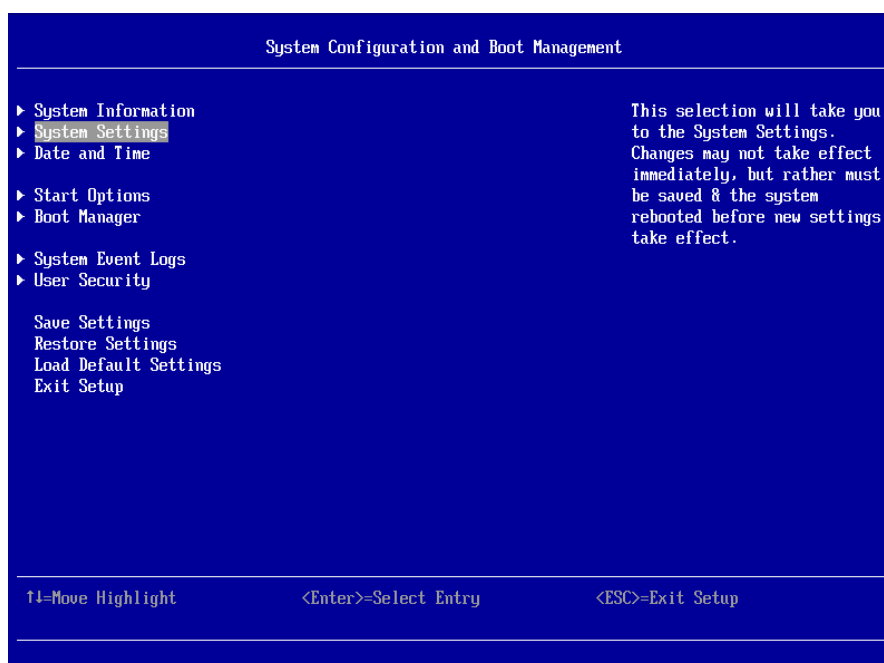 System Configuration and Boot Management
System Information
System Settings
Date and Time
Start Options
Boot Manager
System Event Logs
User Security
Save Settings
Restore Settings
Load Default Settings
Exit Setup
This selection will take you
to the System Settings.
Changes may not take effect
immediately, but rather must
be saved & the system
rebooted before new settings
take effect.
↑↓=Move Highlight
<Enter>=Select Entry
<ESC>=Exit Setup